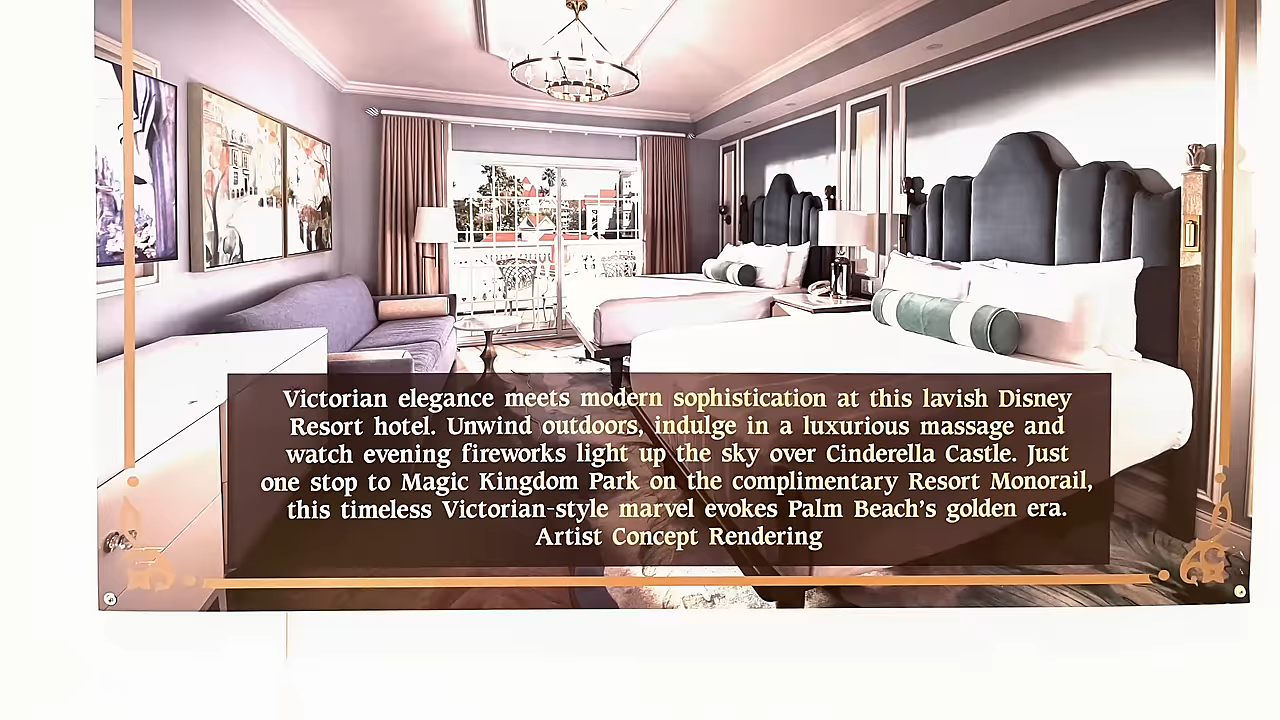 Victorian elegance meets modern sophistication at this lavish Disney
Resort hotel. Unwind outdoors, indulge in a luxurious massage and
watch evening fireworks light up the sky over Cinderella Castle. Just
one stop to Magic Kingdom Park on the complimentary Resort Monorail,
this timeless Victorian-style marvel evokes Palm Beach's golden era.
Artist Concept Rendering